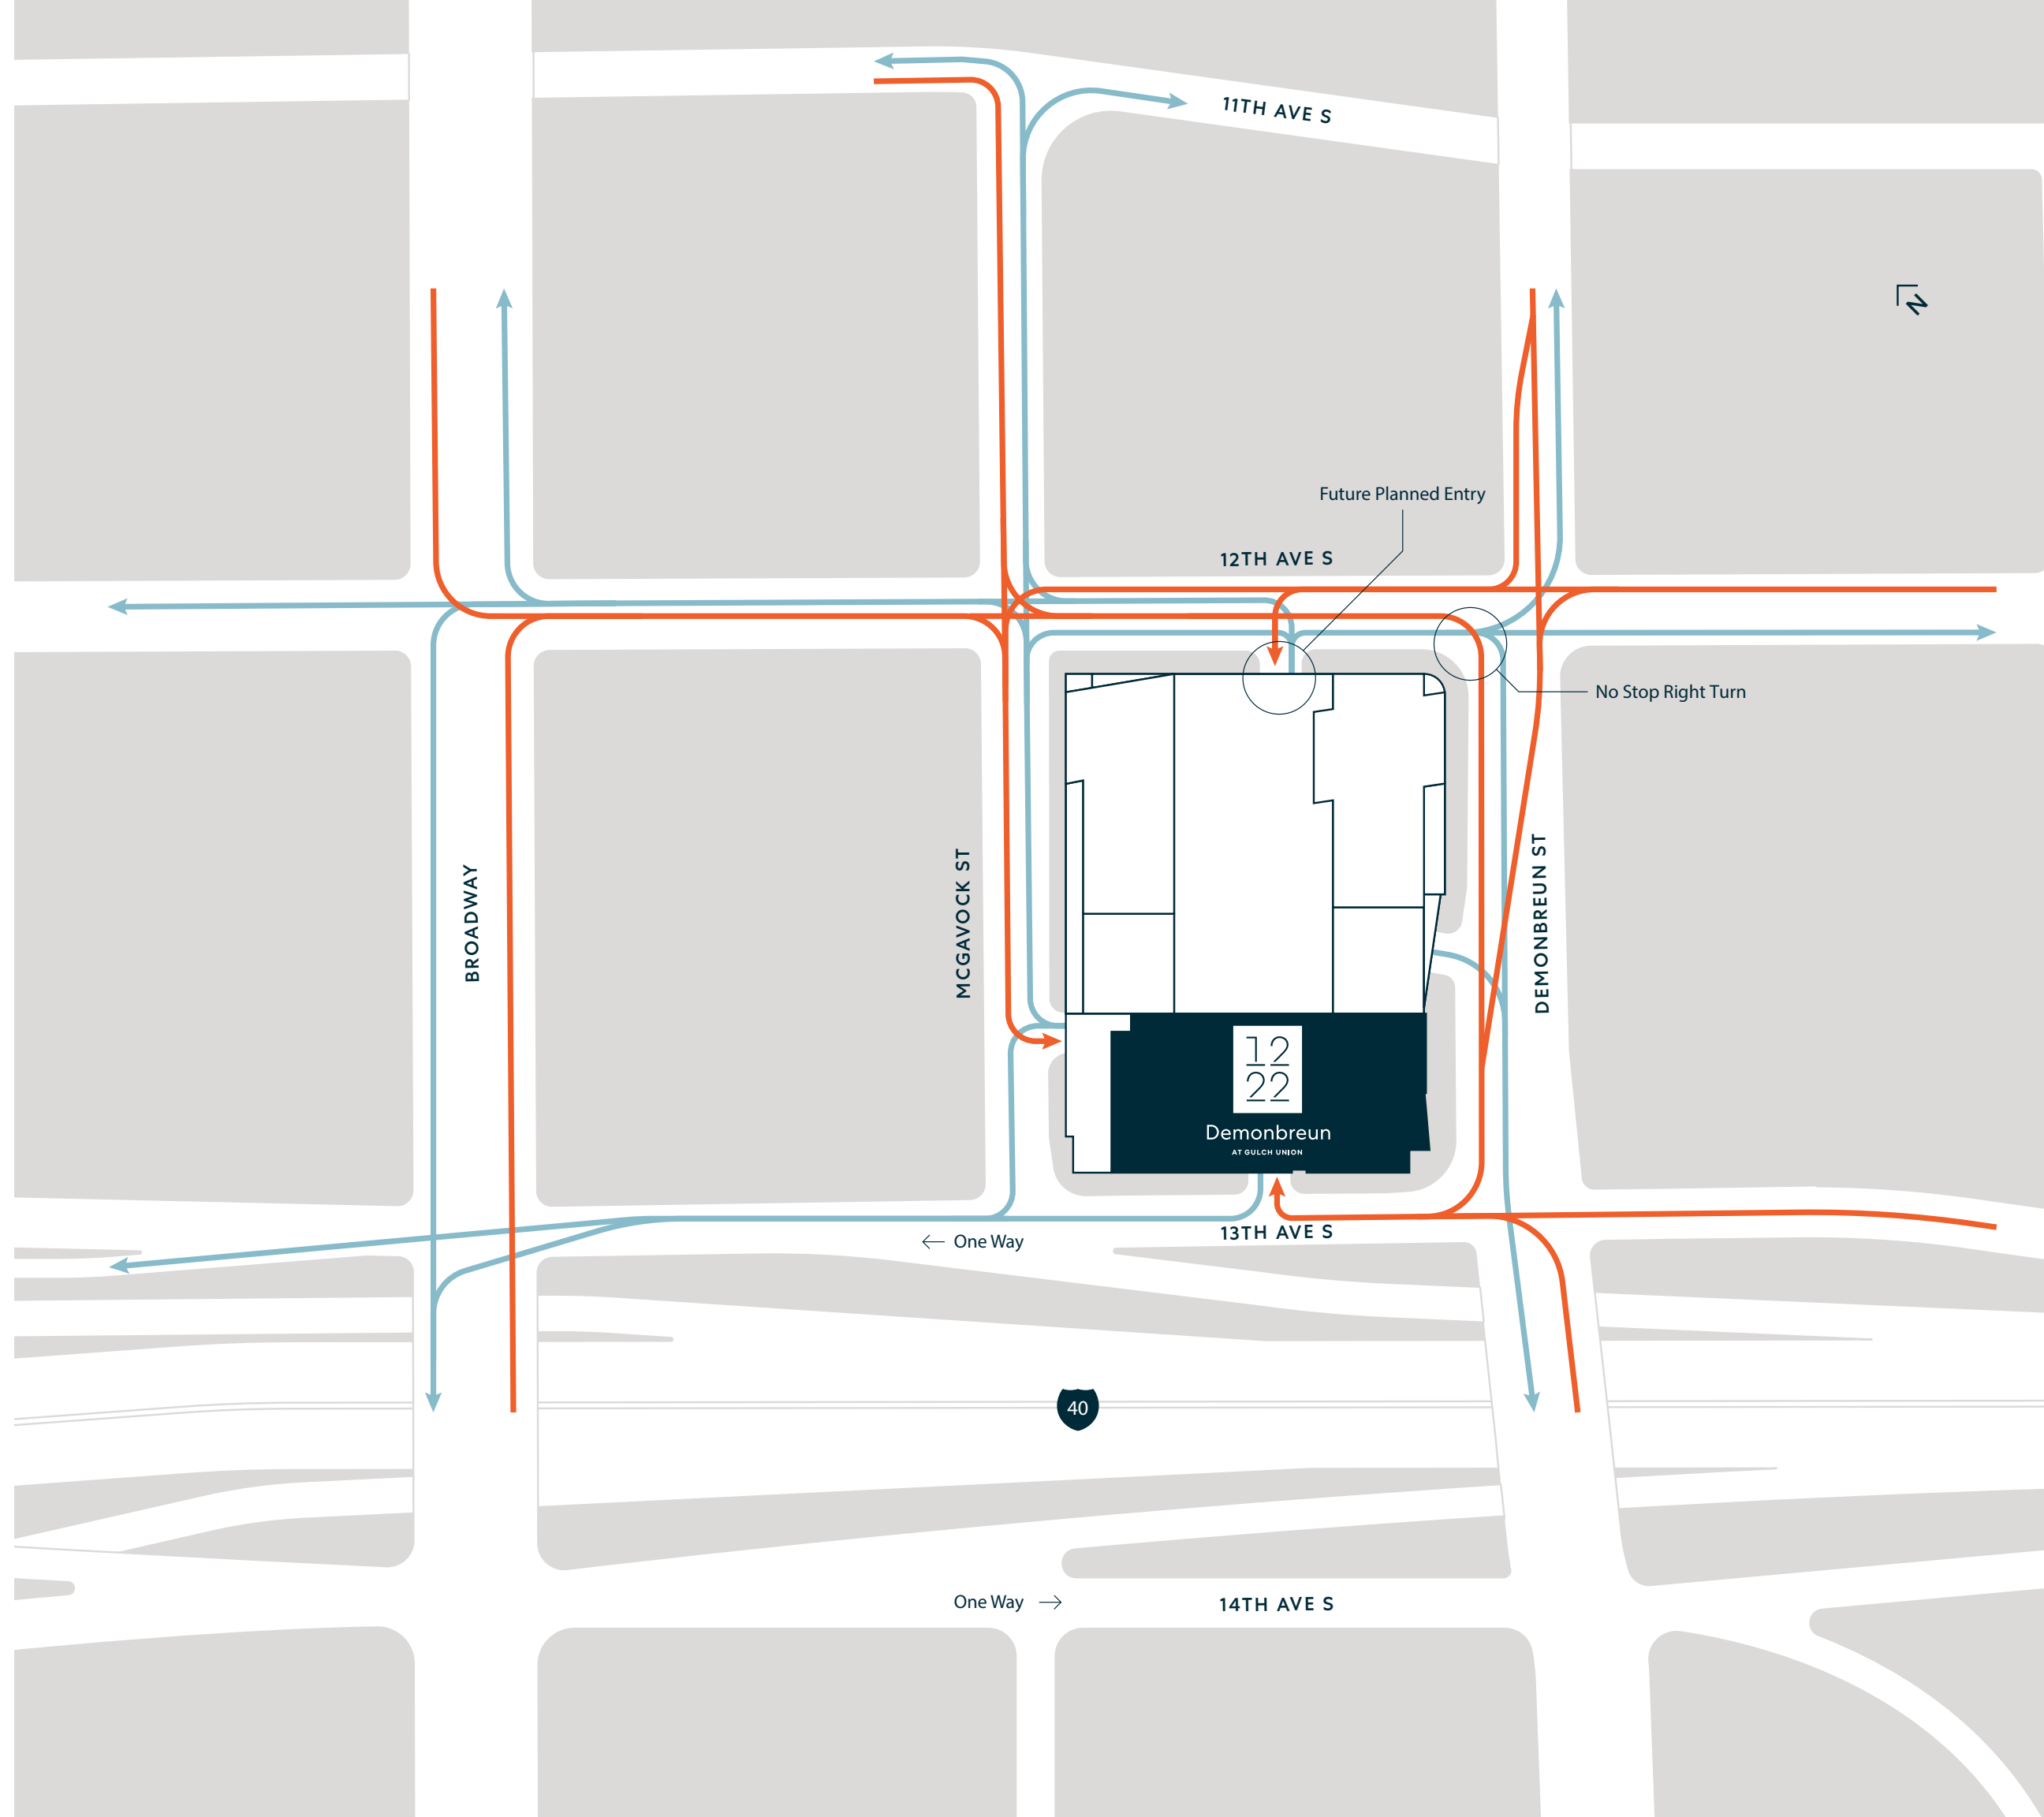 11TH AVE S
N
Future Planned Entry
12TH AVE S
No Stop Right Turn
BROADWAY
MCGAVOCK ST
DEMONBREUN ST
12
22
Demonbreun
AT GULCH UNION
13TH AVE S
← One Way
40
One Way →
14TH AVE S